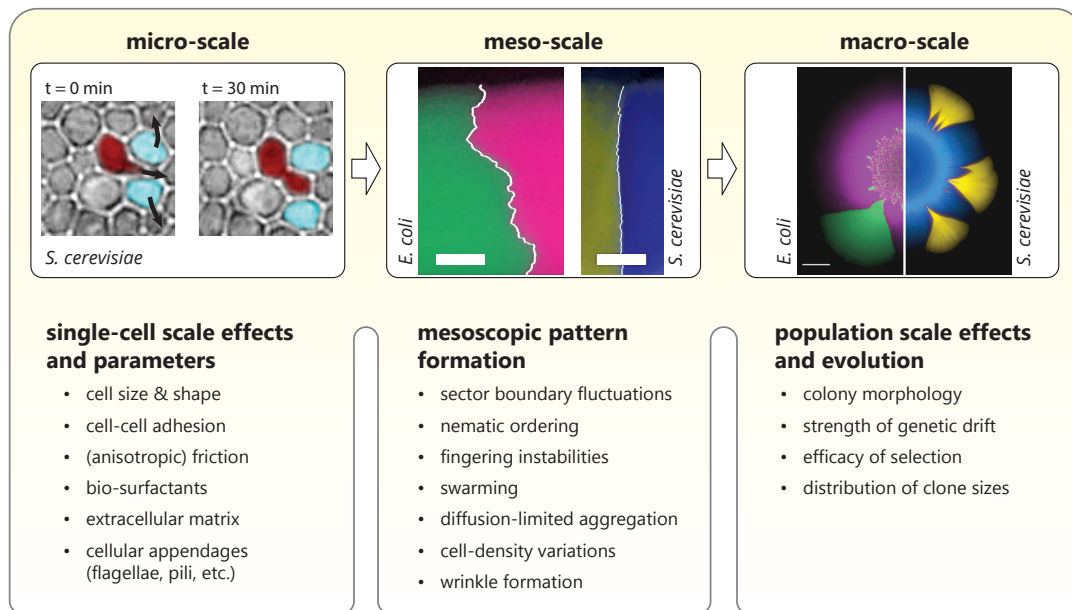 micro-scale
t = 0 min
t = 30 min
S. cerevisiae
meso-scale
E. coli
S. cerevisiae
macro-scale
E. coli
S. cerevisiae
single-cell scale effects
and parameters
• cell size & shape
• cell-cell adhesion
• (anisotropic) friction
• bio-surfactants
• extracellular matrix
• cellular appendages
(flagellae, pili, etc.)
mesoscopic pattern
formation
• sector boundary fluctuations
• nematic ordering
• fingering instabilities
• swarming
• diffusion-limited aggregation
• cell-density variations
• wrinkle formation
population scale effects
and evolution
• colony morphology
• strength of genetic drift
• efficacy of selection
• distribution of clone sizes